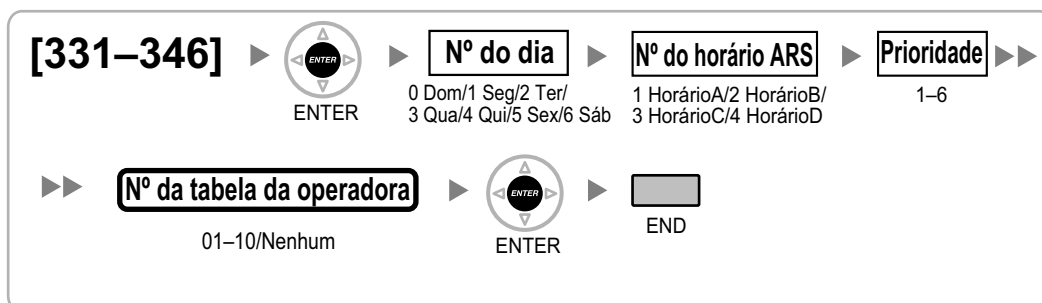 [331–346]
ENTER
ENTER
Nº do dia
0 Dom/1 Seg/2 Ter/
3 Qua/4 Qui/5 Sex/6 Sáb
Nº do horário ARS
1 HorárioA/2 HorárioB/
3 HorárioC/4 HorárioD
Prioridade
1–6
Nº da tabela da operadora
01–10/Nenhum
ENTER
ENTER
END